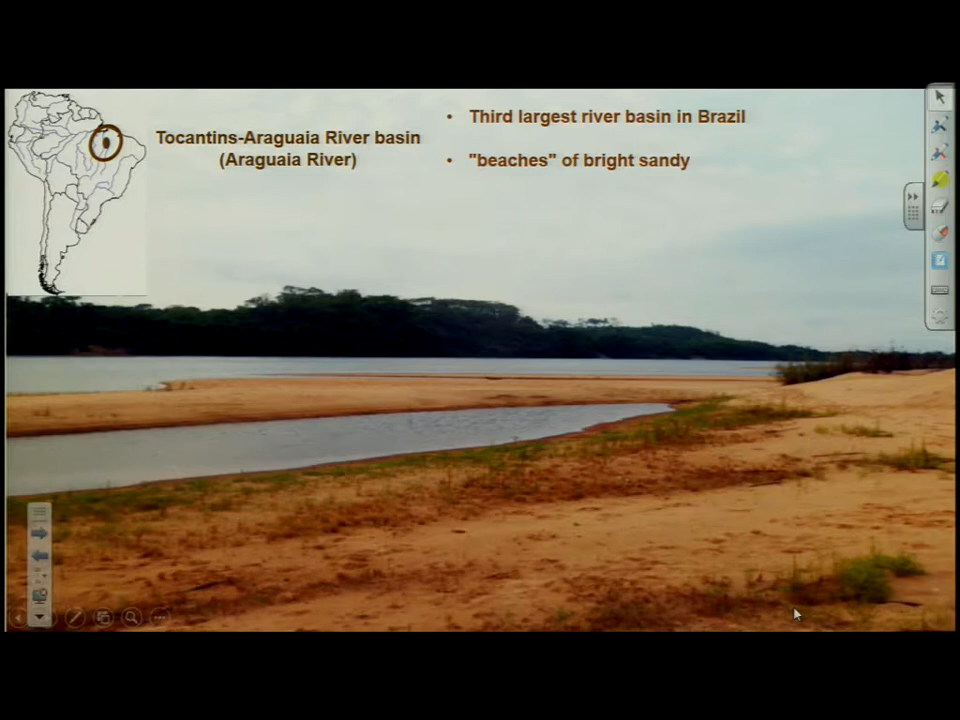 Tocantins-Araguaia River basin
(Araguaia River)
• Third largest river basin in Brazil
• "beaches" of bright sandy